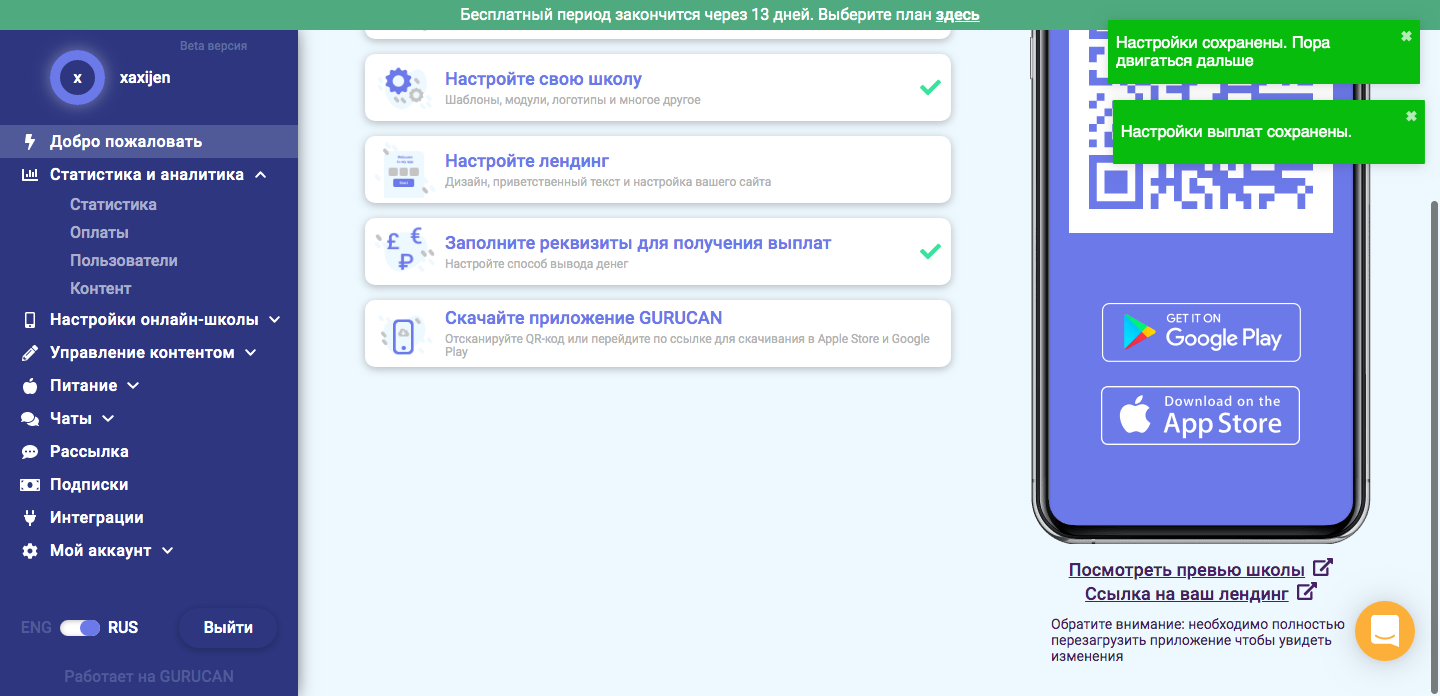 Бесплатный период закончится через 13 дней. Выберите план здесь
Beta версия
x
xaxijen
Добро пожаловать
Статистика и аналитика
Статистика
Оплаты
Пользователи
Контент
Настройки онлайн-школы
Управление контентом
Питание
Чаты
Рассылка
Подписки
Интеграции
Мой аккаунт
ENG
RUS
Выйти
Работает на GURUCAN
Настройте свою школу
Шаблоны, модули, логотипы и многое другое
Настройте лендинг
Дизайн, приветственный текст и настройка вашего сайта
£ € ₽
Заполните реквизиты для получения выплат
Настройте способ вывода денег
Скачайте приложение GURUCAN
Отсканируйте QR-код или перейдите по ссылке для скачивания в Apple Store и Google
Play
Настройки сохранены. Пора
двигаться дальше
Настройки выплат сохранены.
GET IT ON
Google Play
Download on the
App Store
Посмотреть превью школы
Ссылка на ваш лендинг
Обратите внимание: необходимо полностью
перезагрузить приложение чтобы увидеть
изменения